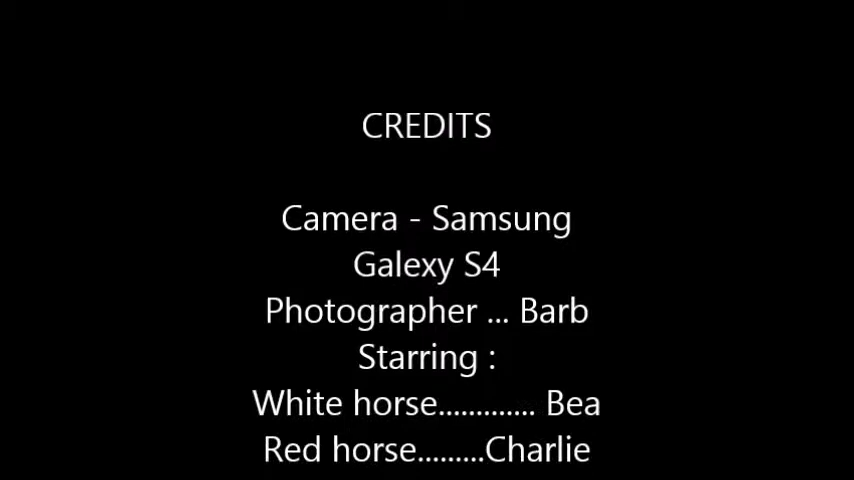 CREDITS
Camera - Samsung
Galexy S4
Photographer ... Barb
Starring :
White horse............. Bea
Red horse.........Charlie